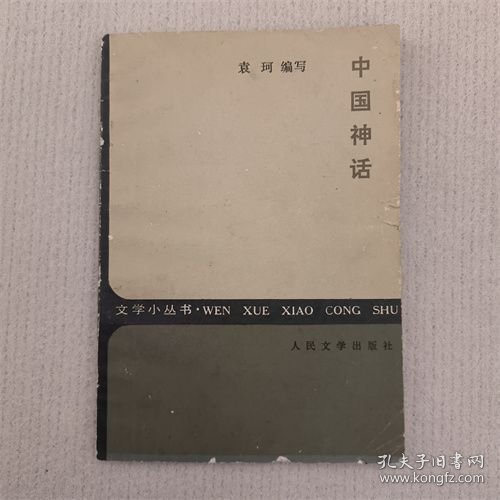 袁珂 编写
中国神话
文学小丛书·WEN XUE XIAO CONG SHU
人民文学出版社
孔夫子旧书网
kongfz.com